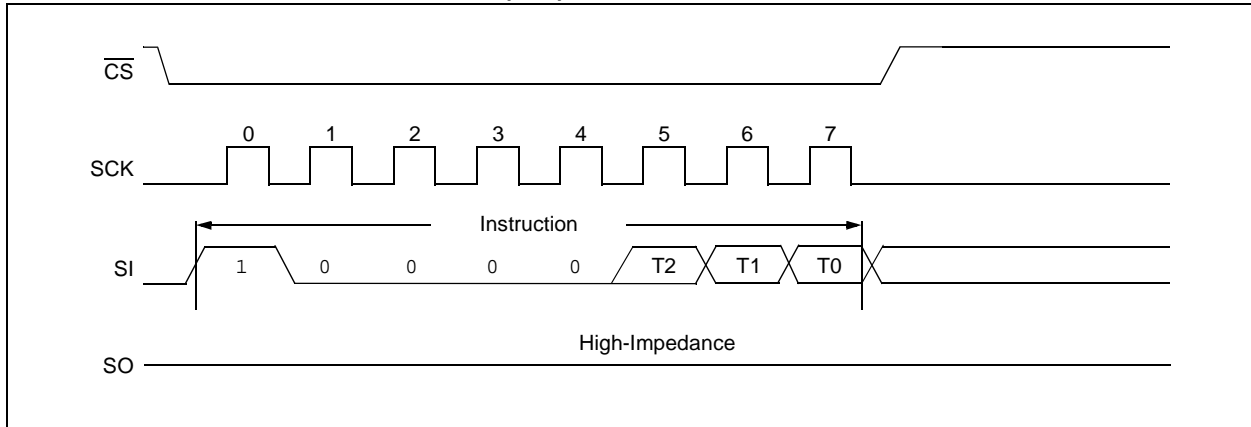 CS
0 1 2 3 4 5 6 7
SCK
Instruction
SI 1 0 0 0 0 T2 T1 T0
High-Impedance
SO